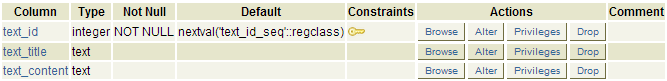 Column Type Not Null Default Constraints Actions Comment
text_id integer NOT NULL nextval('text_id_seq'::regclass) Browse Alter Privileges Drop
text_title text Browse Alter Privileges Drop
text_content text Browse Alter Privileges Drop